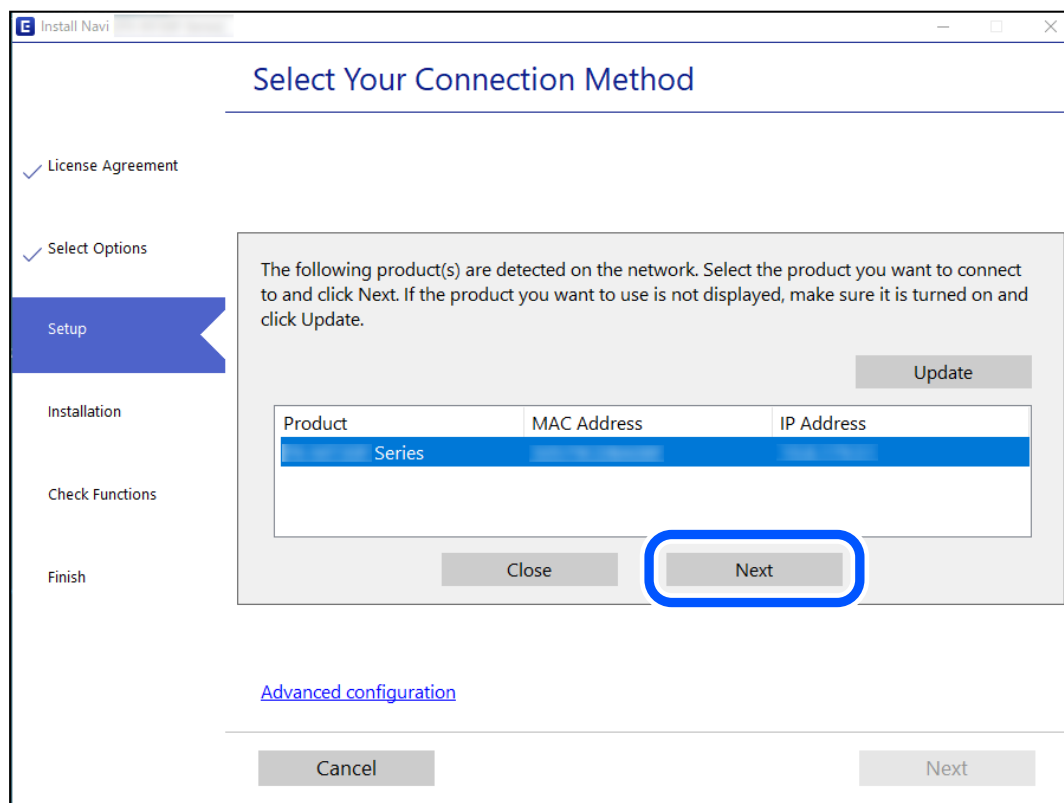 E Install Navi
Select Your Connection Method
License Agreement
Select Options
Setup
Installation
Check Functions
Finish
The following product(s) are detected on the network. Select the product you want to connect
to and click Next. If the product you want to use is not displayed, make sure it is turned on and
click Update.
Update
Product MAC Address IP Address
Series
Close Next
Advanced configuration
Cancel Next